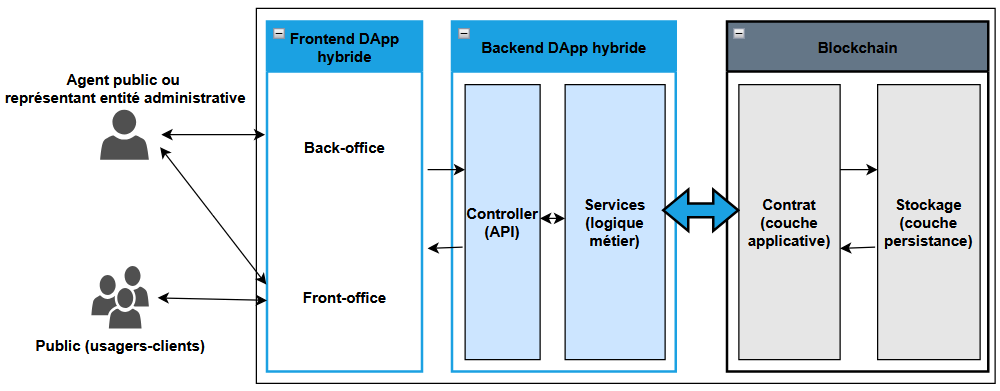 Agent public ou
représentant entité administrative
Public (usagers-clients)
Frontend DApp
hybride
Back-office
Front-office
Backend DApp hybride
Controller
(API)
Services
(logique
métier)
Blockchain
Contrat
(couche
applicative)
Stockage
(couche
persistance)